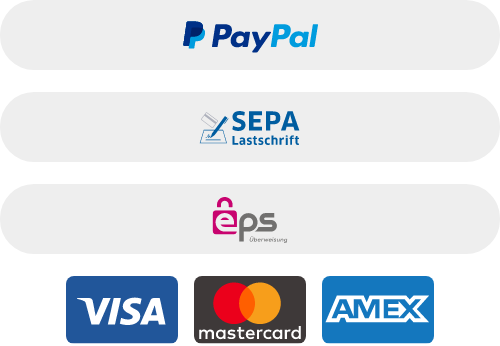 PayPal
SEPA
Lastschrift
eps
Überweisung
VISA
mastercard
AMEX